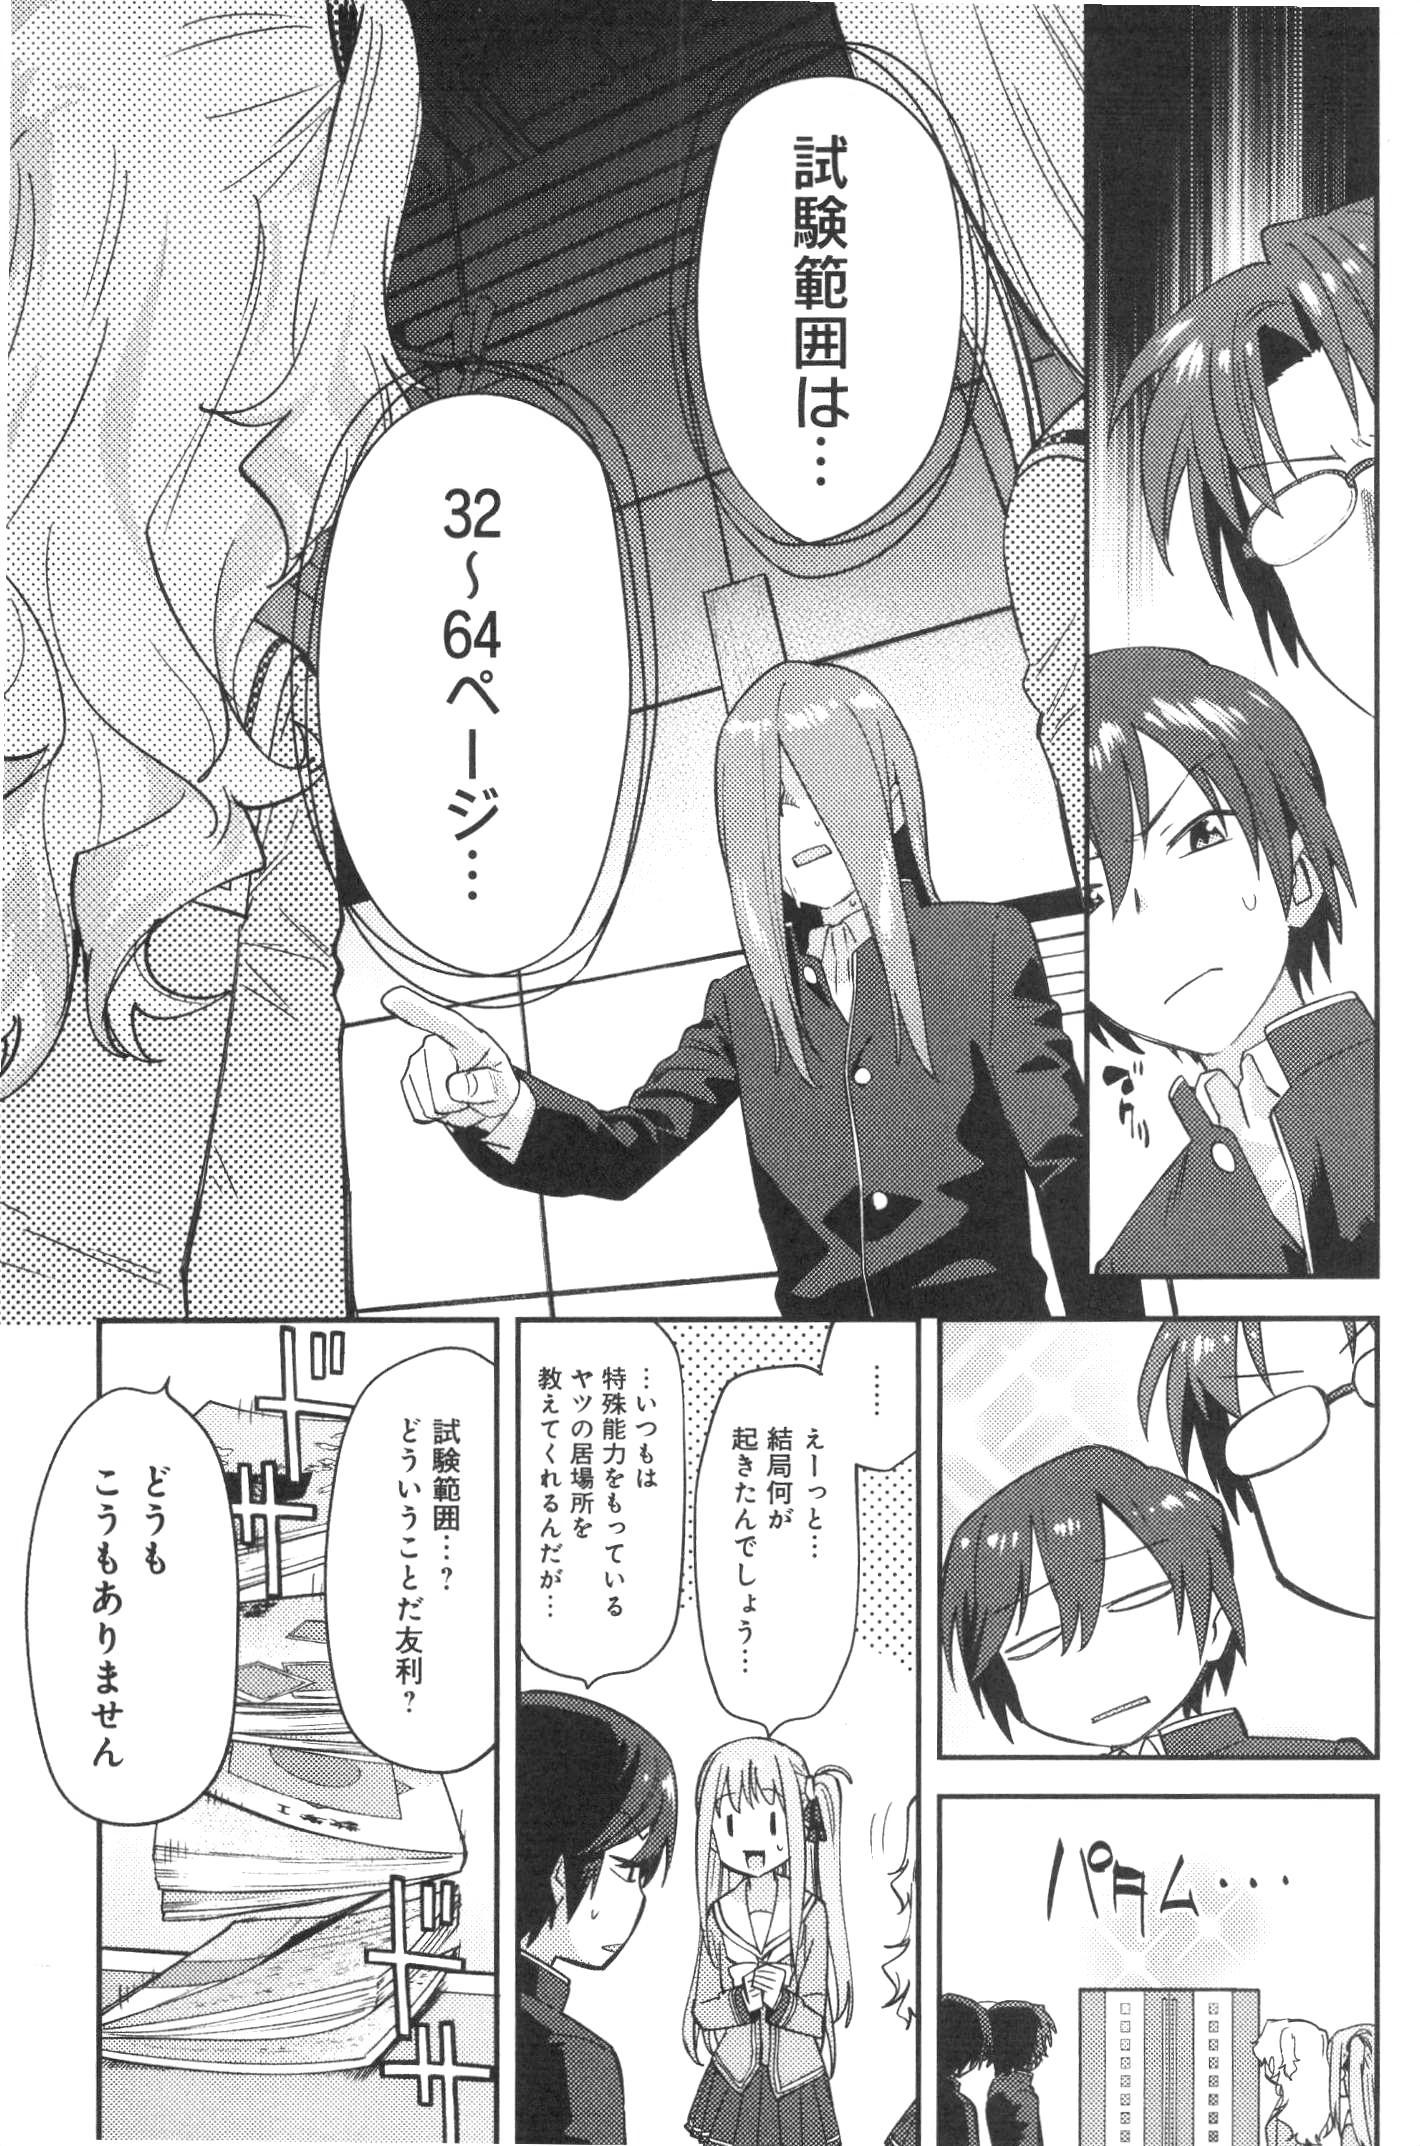 試験範囲は…
32～64ページ…
パタム…
……
えーっと…
結局何が
起きたんでしょう…
…いつもは
特殊能力をもっている
ヤツの居場所を
教えてくれるんだが…
試験範囲…？
どういうことだ友利？
ギロ
ギロ
どうも
こうもありません